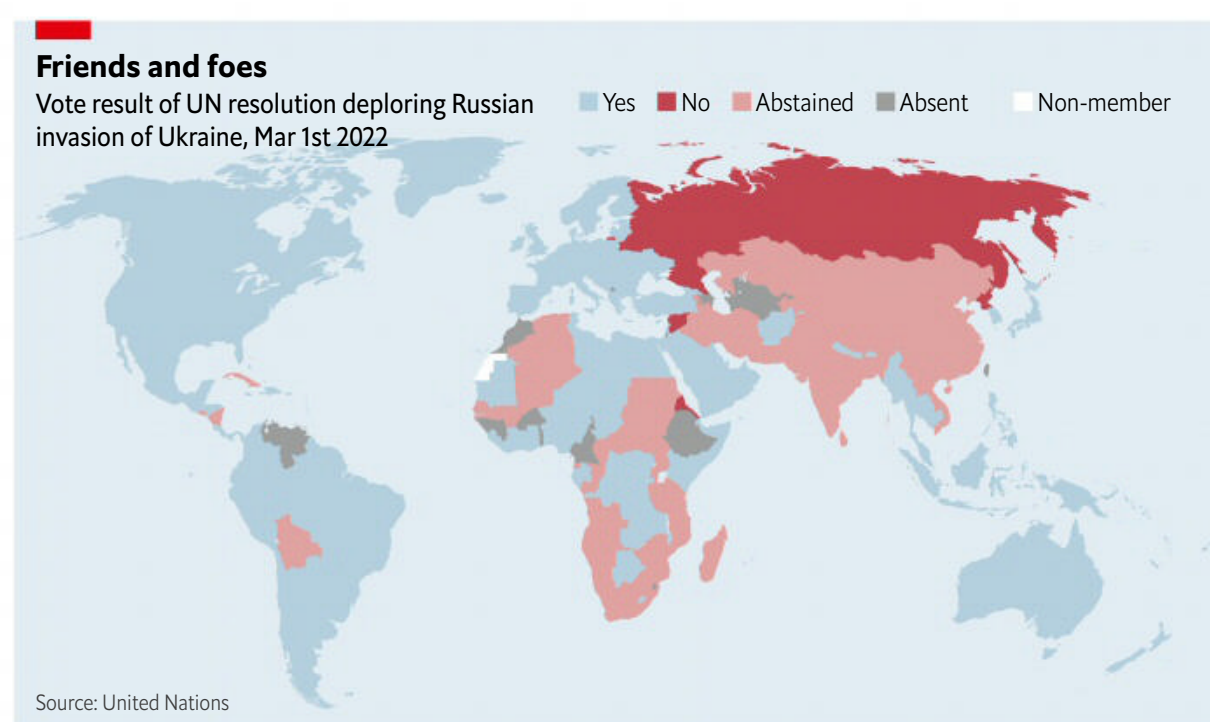 Friends and foes
Vote result of UN resolution deploring Russian
invasion of Ukraine, Mar 1st 2022
Yes No Abstained Absent Non-member
Source: United Nations